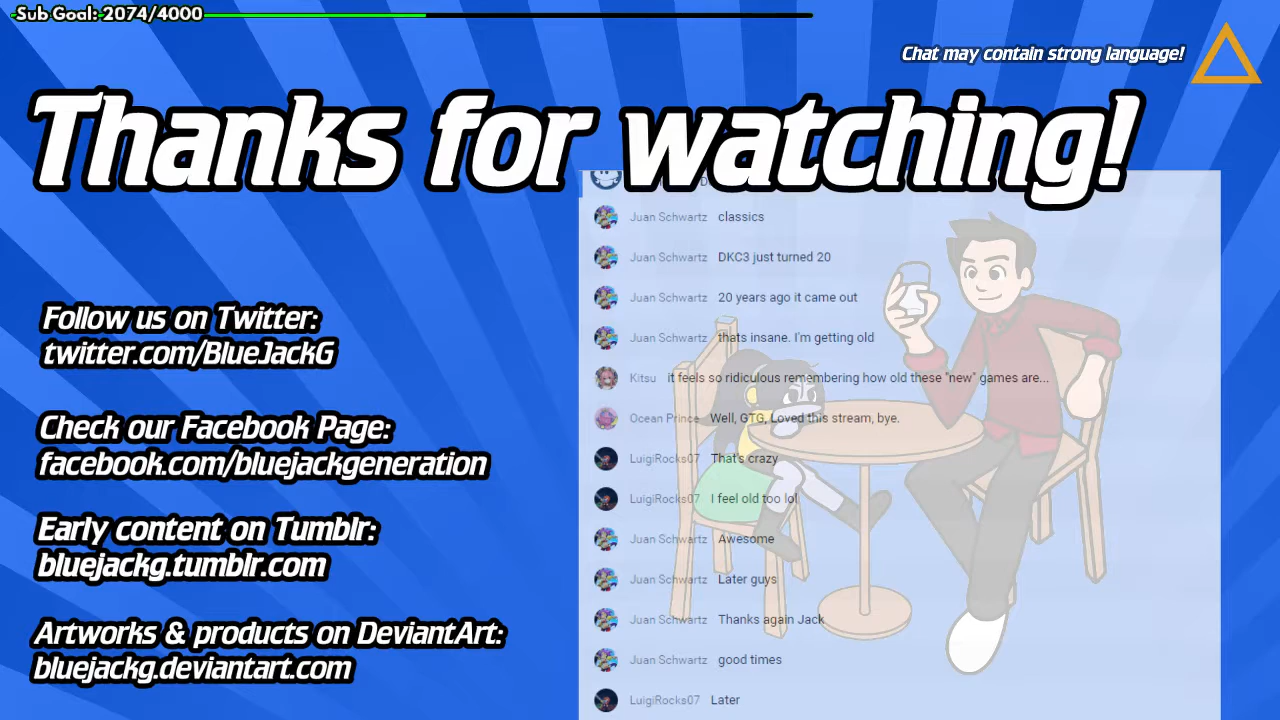 Sub Goal: 2074/4000
Chat may contain strong language!
Thanks for watching!
Juan Schwartz classics
Juan Schwartz DKC3 just turned 20
Juan Schwartz 20 years ago it came out
Juan Schwartz thats insane. I'm getting old
Kitsu it feels so ridiculous remembering how old these "new" games are...
Ocean Prince Well, GTG, Loved this stream, bye.
LuigiRocks07 That's crazy
LuigiRocks07 I feel old too lol
Juan Schwartz Awesome
Juan Schwartz Later guys
Juan Schwartz Thanks again Jack
Juan Schwartz good times
LuigiRocks07 Later
Follow us on Twitter:
twitter.com/BlueJackG
Check our Facebook Page:
facebook.com/bluejackgeneration
Early content on Tumblr:
bluejackg.tumblr.com
Artworks & products on DeviantArt:
bluejackg.deviantart.com